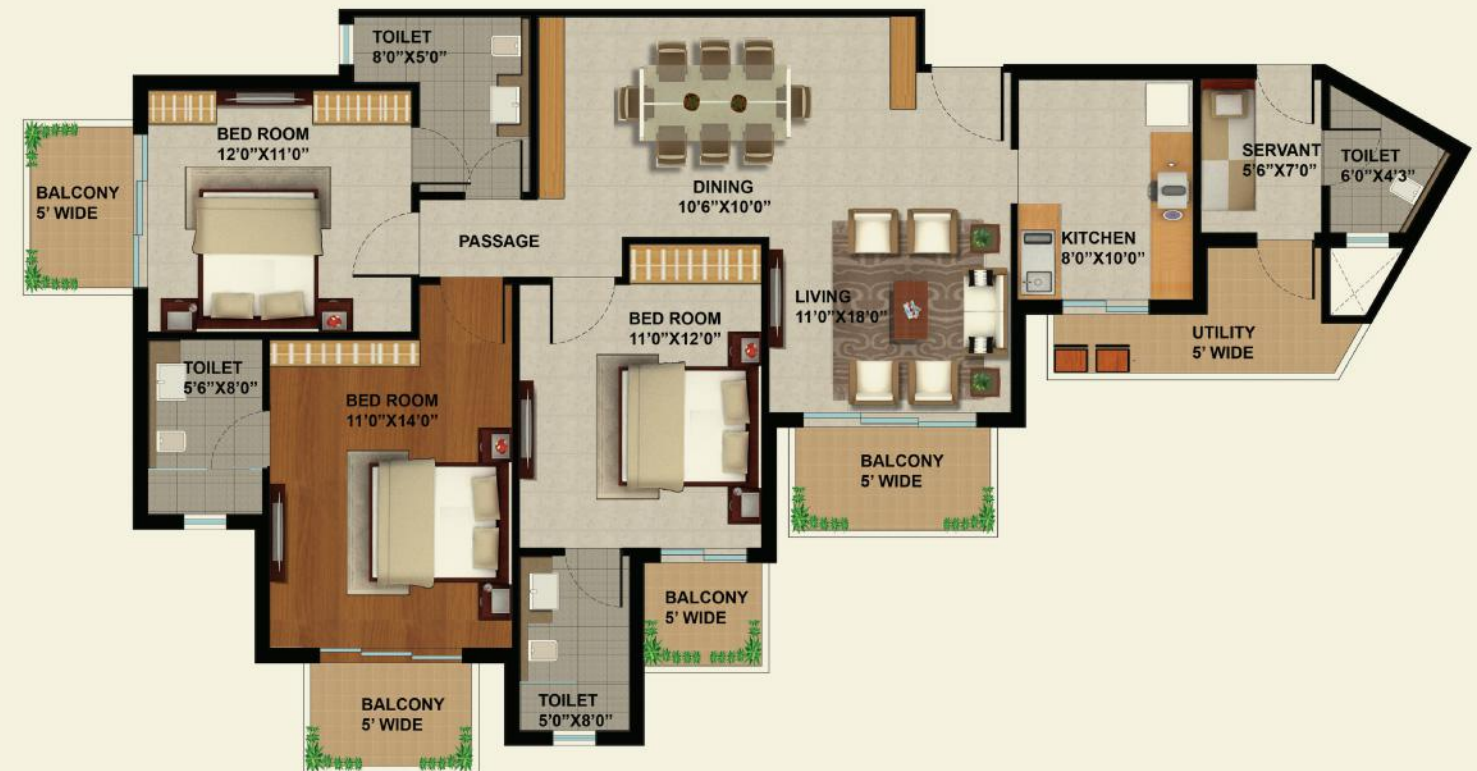 TOILET
8’0”X5’0”
BED ROOM
12’0”X11’0”
BALCONY
5’ WIDE
PASSAGE
DINING
10’6”X10’0”
LIVING
11’0”X18’0”
KITCHEN
8’0”X10’0”
SERVANT
5’6”X7’0”
TOILET
6’0”X4’3”
UTILITY
5’ WIDE
TOILET
5’6”X8’0”
BED ROOM
11’0”X14’0”
BED ROOM
11’0”X12’0”
BALCONY
5’ WIDE
BALCONY
5’ WIDE
TOILET
5’0”X8’0”
BALCONY
5’ WIDE